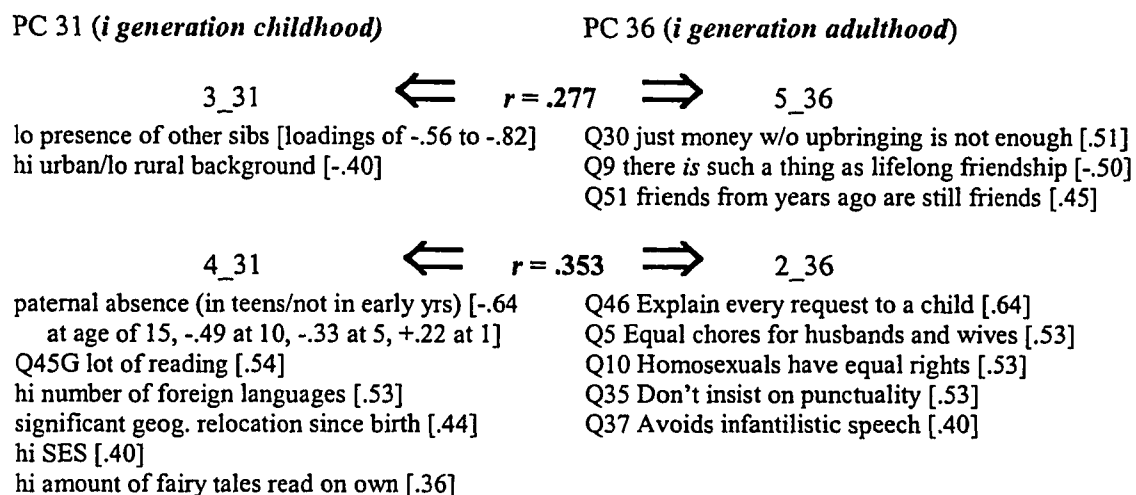 PC 31 (i generation childhood) PC 36 (i generation adulthood)
3_31 ⇐ r = .277 ⇒ 5_36
lo presence of other sibs [loadings of -.56 to -.82] Q30 just money w/o upbringing is not enough [.51]
hi urban/lo rural background [-.40] Q9 there is such a thing as lifelong friendship [-.50]
Q51 friends from years ago are still friends [.45]
4_31 ⇐ r = .353 ⇒ 2_36
paternal absence (in teens/not in early yrs) [-.64 Q46 Explain every request to a child [.64]
at age of 15, -.49 at 10, -.33 at 5, +.22 at 1] Q5 Equal chores for husbands and wives [.53]
Q45G lot of reading [.54] Q10 Homosexuals have equal rights [.53]
hi number of foreign languages [.53] Q35 Don't insist on punctuality [.53]
significant geog. relocation since birth [.44] Q37 Avoids infantilistic speech [.40]
hi SES [.40]
hi amount of fairy tales read on own [.36]